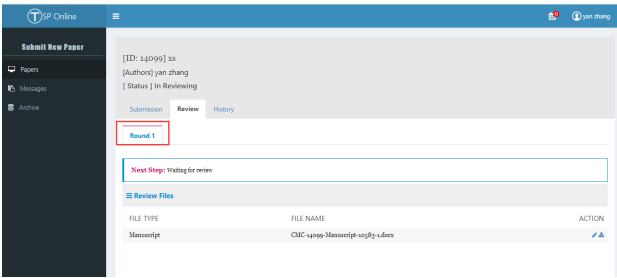 TSP Online
yan zhang
Submit New Paper
Papers
Messages
Archive
[ID: 14099] xs
[Authors] yan zhang
[ Status ] In Reviewing
Submission Review History
Round 1
Next Step: Waiting for review
Review Files
FILE TYPE FILE NAME ACTION
Manuscript CMC-14099-Manuscript-10583-1.docx